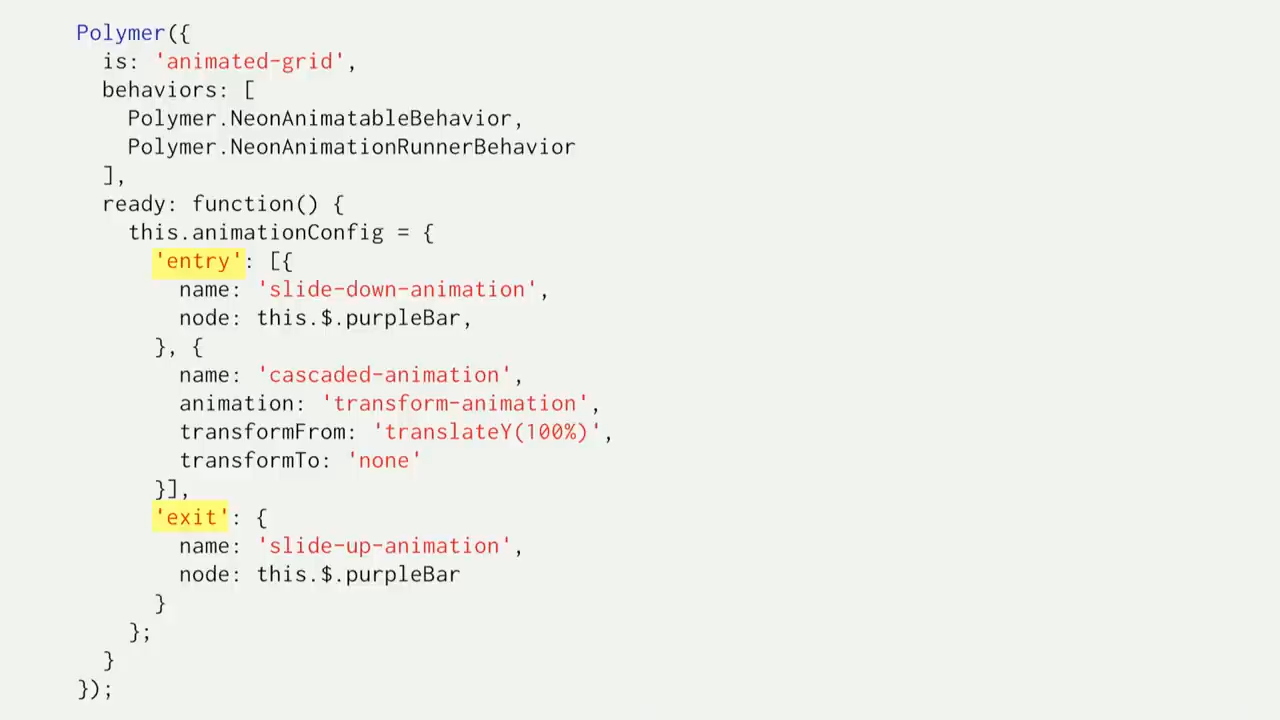 Polymer({
  is: 'animated-grid',
  behaviors: [
    Polymer.NeonAnimatableBehavior,
    Polymer.NeonAnimationRunnerBehavior
  ],
  ready: function() {
    this.animationConfig = {
      'entry': [{
        name: 'slide-down-animation',
        node: this.$.purpleBar,
      }, {
        name: 'cascaded-animation',
        animation: 'transform-animation',
        transformFrom: 'translateY(100%)',
        transformTo: 'none'
      }],
      'exit': {
        name: 'slide-up-animation',
        node: this.$.purpleBar
      }
    };
  }
});